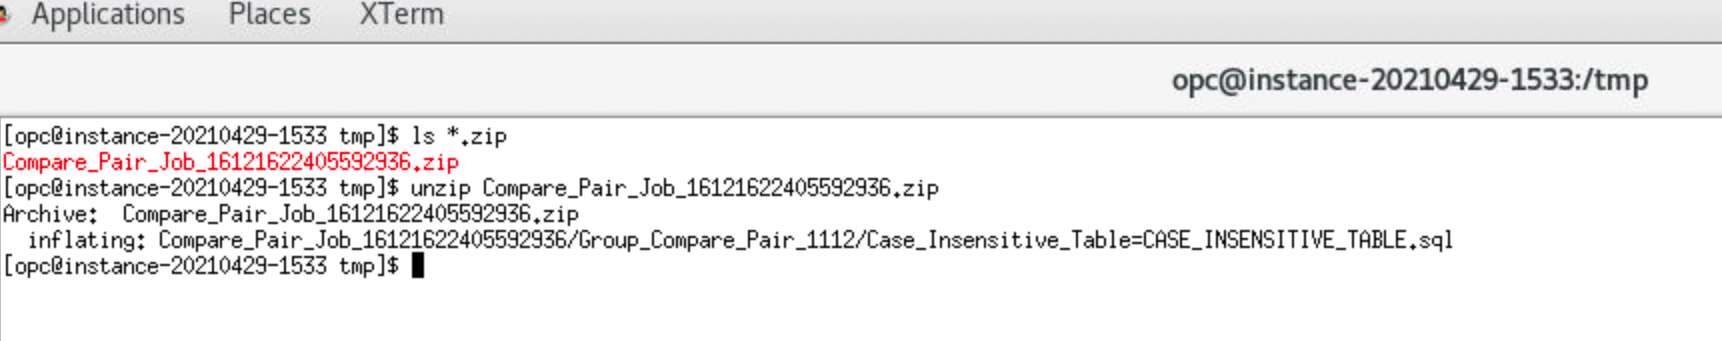 Applications Places XTerm
opc@instance-20210429-1533:/tmp
[opc@instance-20210429-1533 tmp]$ ls *.zip
Compare_Pair_Job_16121622405592936.zip
[opc@instance-20210429-1533 tmp]$ unzip Compare_Pair_Job_16121622405592936.zip
Archive:  Compare_Pair_Job_16121622405592936.zip
  inflating: Compare_Pair_Job_16121622405592936/Group_Compare_Pair_1112/Case_Insensitive_Table=CASE_INSENSITIVE_TABLE.sql
[opc@instance-20210429-1533 tmp]$